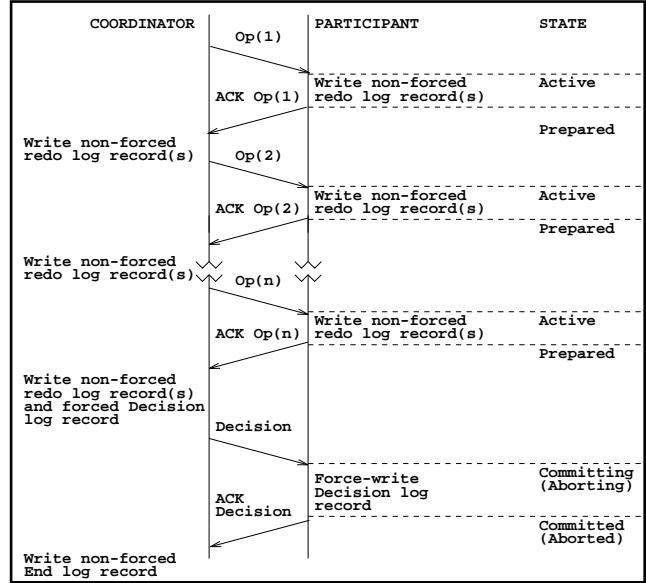 COORDINATOR PARTICIPANT STATE
Op(1)
Write non-forced Active
ACK Op(1) redo log record(s)
Prepared
Write non-forced
redo log record(s) Op(2)
Write non-forced Active
ACK Op(2) redo log record(s)
Prepared
Write non-forced
redo log record(s) Op(n)
Write non-forced Active
ACK Op(n) redo log record(s)
Prepared
Write non-forced
redo log record(s)
and forced Decision
log record Decision
Committing
Force-write (Aborting)
Decision log
ACK record
Decision
Committed
(Aborted)
Write non-forced
End log record